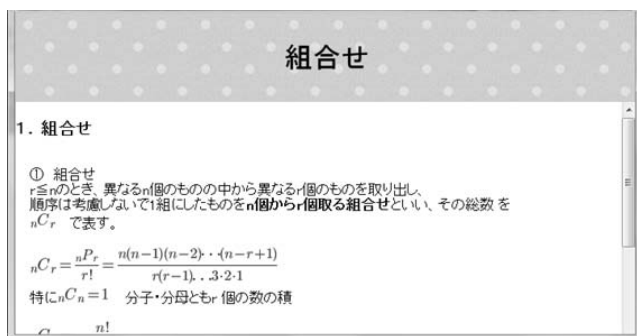 組合せ
1. 組合せ
① 組合せ
r≦nのとき、異なるn個のものの中から異なるr個のものを取り出し、
順序は考慮しないで1組にしたものをn個からr個取る組合せといい、その総数 を
nCr で表す。
nCr = nPr/r! = n(n−1)(n−2)・・(n−r+1)/r(r−1)...3·2·1
特にnCn = 1 分子・分母ともr 個の数の積
n!